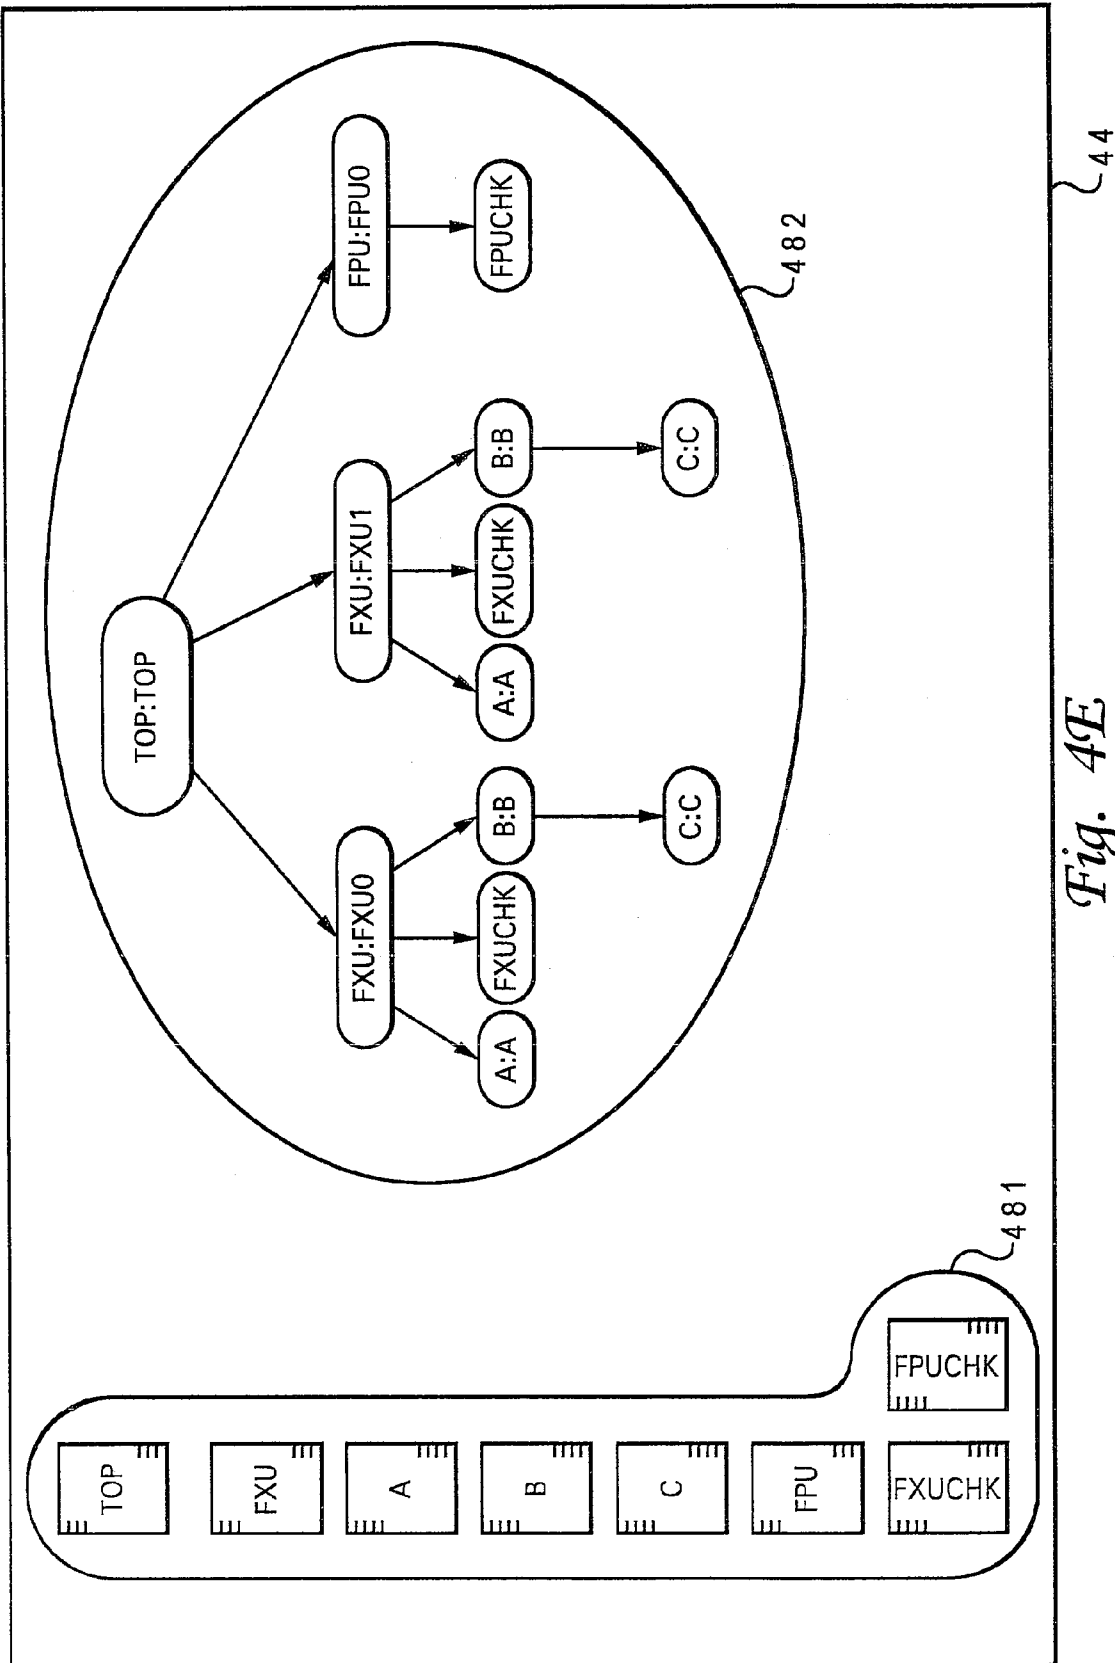 TOP
FXU
A
B
C
FPU
FXUCHK
FPUCHK
481
TOP:TOP
FXU:FXU0
FXU:FXU1
FPU:FPU0
A:A
FXUCHK
B:B
A:A
FXUCHK
B:B
FPUCHK
C:C
C:C
482
44
Fig. 4E